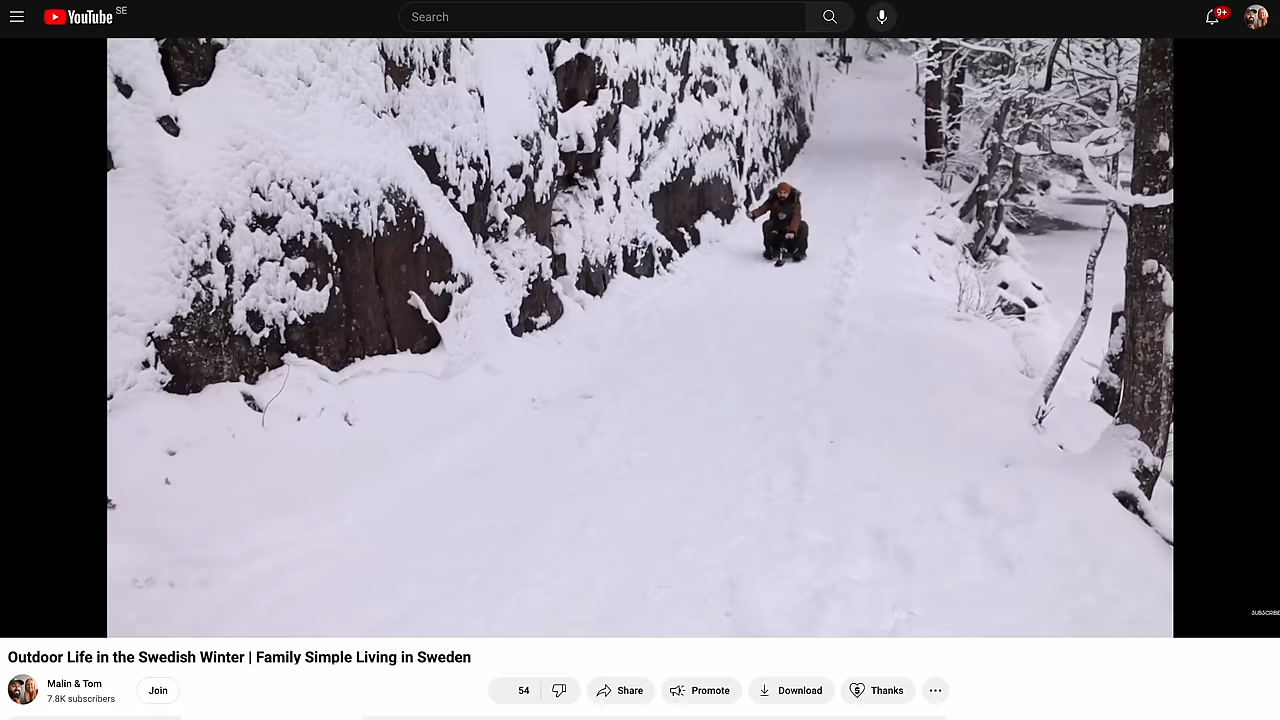 YouTube SE
Search
9+
SUBSCRIBE
Outdoor Life in the Swedish Winter | Family Simple Living in Sweden
Malin & Tom
7.8K subscribers
Join
54
Share
Promote
Download
Thanks